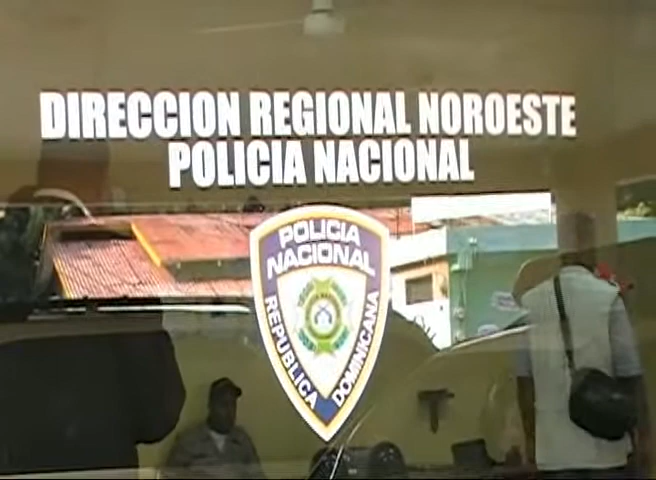 DIRECCION REGIONAL NOROESTE
POLICIA NACIONAL
POLICIA
NACIONAL
REPUBLICA
DOMINICANA